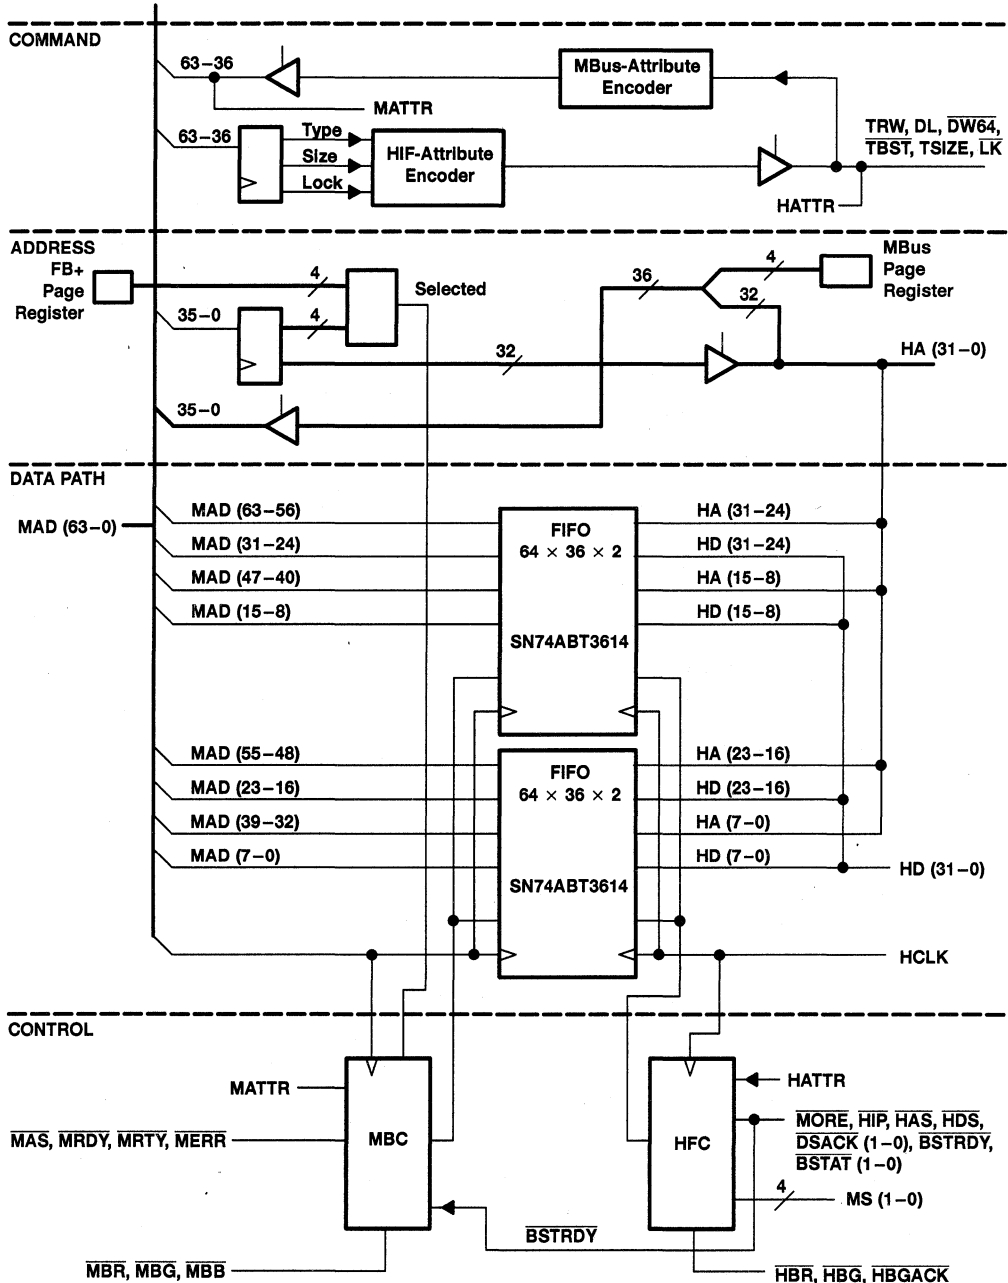 COMMAND
63–36
MBus-Attribute
Encoder
MATTR
63–36
Type
Size
Lock
HIF-Attribute
Encoder
TRW, DL, DW64,
TBST, TSIZE, LK
HATTR
ADDRESS
FB+
Page
Register
4
4
Selected
36
4
32
MBus
Page
Register
35–0
32
HA (31–0)
35–0
DATA PATH
MAD (63–0)
MAD (63–56)
MAD (31–24)
MAD (47–40)
MAD (15–8)
FIFO
64 × 36 × 2
SN74ABT3614
HA (31–24)
HD (31–24)
HA (15–8)
HD (15–8)
MAD (55–48)
MAD (23–16)
MAD (39–32)
MAD (7–0)
FIFO
64 × 36 × 2
SN74ABT3614
HA (23–16)
HD (23–16)
HA (7–0)
HD (7–0)
HD (31–0)
HCLK
CONTROL
MATTR
MAS, MRDY, MRTY, MERR
MBC
HFC
HATTR
MORE, HIP, HAS, HDS,
DSACK (1–0), BSTRDY,
BSTAT (1–0)
4
MS (1–0)
BSTRDY
MBR, MBG, MBB
HBR, HBG, HBGACK